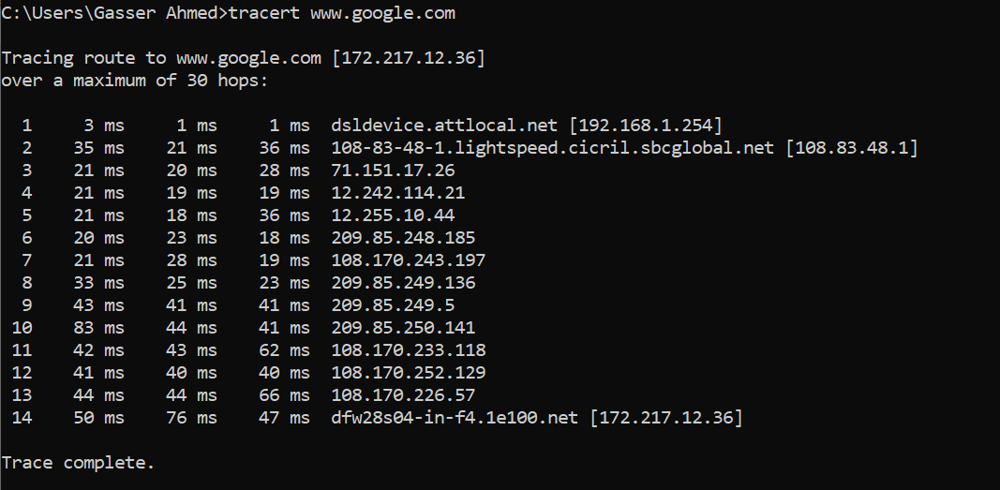 C:\Users\Gasser Ahmed>tracert www.google.com
Tracing route to www.google.com [172.217.12.36]
over a maximum of 30 hops:
1 3 ms 1 ms 1 ms dsldevice.attlocal.net [192.168.1.254]
2 35 ms 21 ms 36 ms 108-83-48-1.lightspeed.cicril.sbcglobal.net [108.83.48.1]
3 21 ms 20 ms 28 ms 71.151.17.26
4 21 ms 19 ms 19 ms 12.242.114.21
5 21 ms 18 ms 36 ms 12.255.10.44
6 20 ms 23 ms 18 ms 209.85.248.185
7 21 ms 28 ms 19 ms 108.170.243.197
8 33 ms 25 ms 23 ms 209.85.249.136
9 43 ms 41 ms 41 ms 209.85.249.5
10 83 ms 44 ms 41 ms 209.85.250.141
11 42 ms 43 ms 62 ms 108.170.233.118
12 41 ms 40 ms 40 ms 108.170.252.129
13 44 ms 44 ms 66 ms 108.170.226.57
14 50 ms 76 ms 47 ms dfw28s04-in-f4.1e100.net [172.217.12.36]
Trace complete.